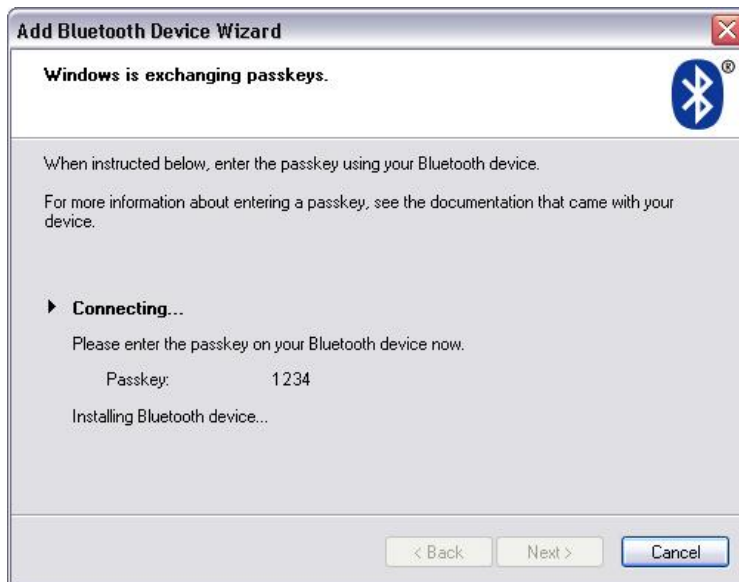 Add Bluetooth Device Wizard
Windows is exchanging passkeys.
®
When instructed below, enter the passkey using your Bluetooth device.
For more information about entering a passkey, see the documentation that came with your
device.
Connecting...
Please enter the passkey on your Bluetooth device now.
Passkey: 1234
Installing Bluetooth device...
< Back Next > Cancel